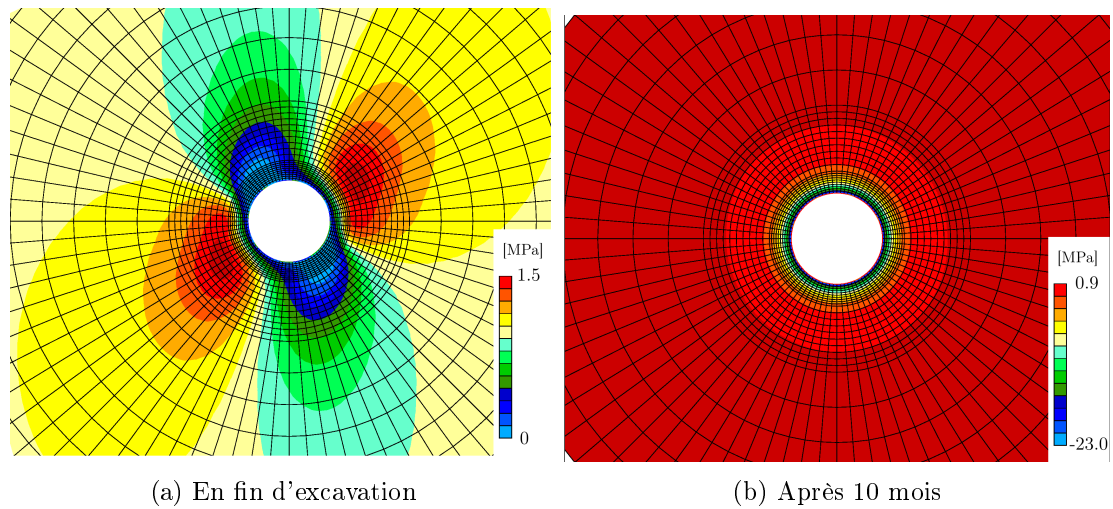 [MPa]
1.5
0
[MPa]
0.9
-23.0
(a) En fin d'excavation
(b) Après 10 mois